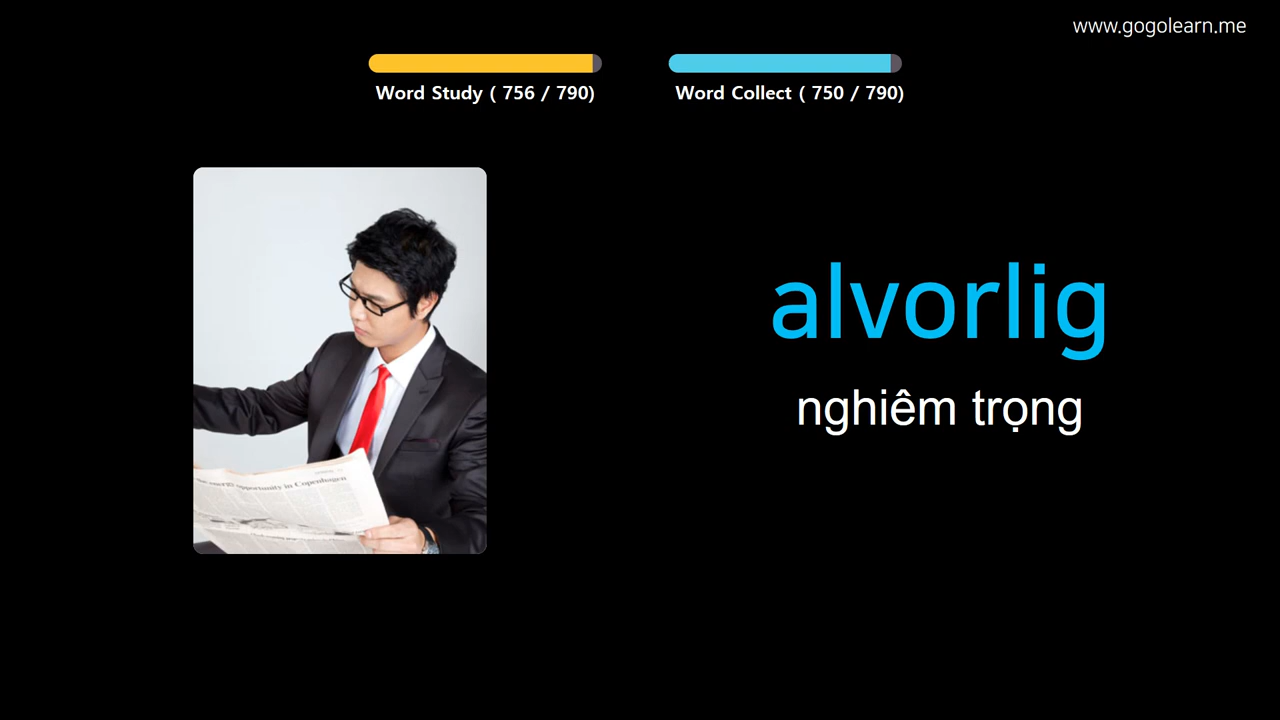 www.gogolearn.me
Word Study ( 756 / 790)
Word Collect ( 750 / 790)
alvorlig
nghiêm trọng
opportunity in Copenhagen